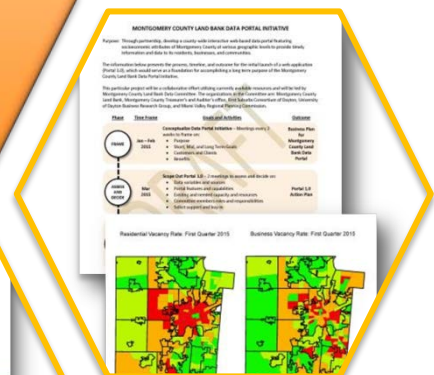 MONTGOMERY COUNTY LAND BANK DATA PORTAL INITIATIVE
Purpose: Through partnership, develop a county-wide interactive web-based data portal featuring
socioeconomic attributes of Montgomery County at various geographic levels to provide timely
information and data to its residents, businesses, and communities.
The information below presents the process, timeline, and outcome for the initial launch of a web application
(Portal 1.0), which would serve as a foundation for accomplishing a long term purpose of the Montgomery
County Land Bank Data Portal Initiative.
This particular project will be a collaborative effort utilizing currently available resources and will be led by
Montgomery County Land Bank Data Committee. The organizations in the Committee are: Montgomery County
Land Bank, Montgomery County Treasurer's and Auditor's office, First Suburbs Consortium of Dayton, University
of Dayton Business Research Group, and Miami Valley Regional Planning Commission.
Phase Time Frame Goals and Activities Outcome
FRAME
Jan – Feb
2015
Conceptualize Data Portal Initiative – Meetings every 2
weeks to frame on:
• Purpose
• Short, Mid, and Long Term Goals
• Customers and Clients
• Benefits
Business Plan
for
Montgomery
County Land
Bank Data
Portal
ASSESS
AND
DECIDE
Mar
2015
Scope Out Portal 1.0 – 2 meetings to assess and decide on:
• Data variables and sources
• Portal features and capabilities
• Existing and needed capacity and resources
• Committee members roles and responsibilities
• Solicit support and buy-in
Portal 1.0
Action Plan
DRAFT
Residential Vacancy Rate: First Quarter 2015
Business Vacancy Rate: First Quarter 2015